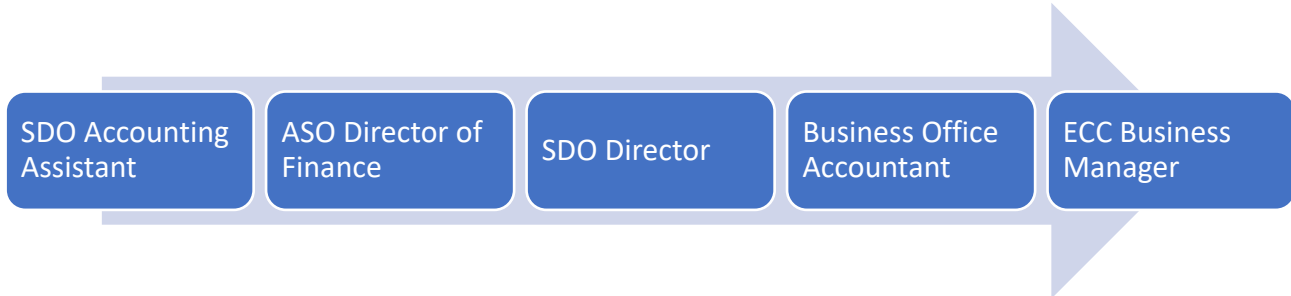 SDO Accounting
Assistant
ASO Director of
Finance
SDO Director
Business Office
Accountant
ECC Business
Manager